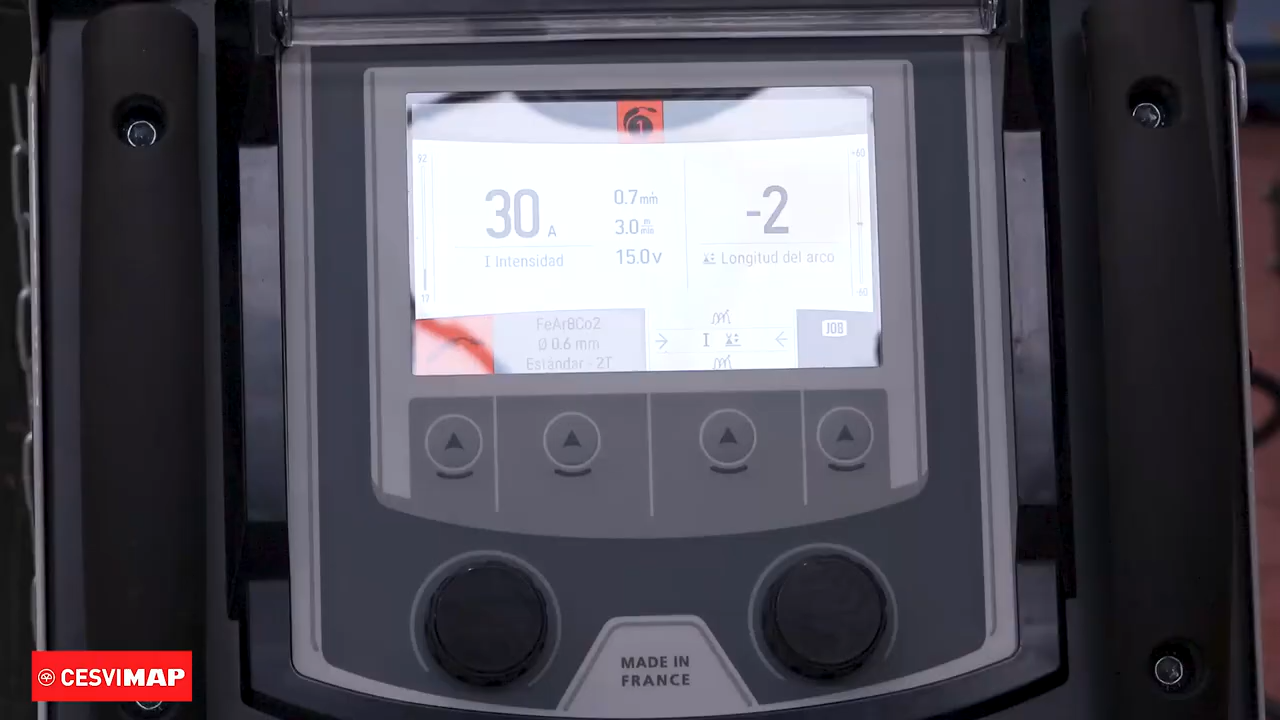 1
92
30 A
I Intensidad
17
0.7 mm
3.0 m/min
15.0 V
-2
Longitud del arco
+60
-60
FeAr8Co2
Ø 0.6 mm
Estándar - 2T
I
JOB
MADE IN
FRANCE
CESVIMAP